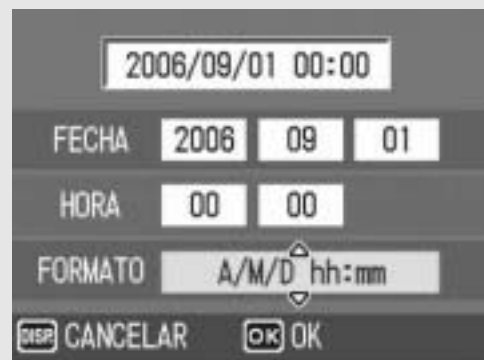 2006/09/01 00:00
FECHA 2006 09 01
HORA 00 00
FORMATO A/M/D hh:mm
DISP. CANCELAR OK OK